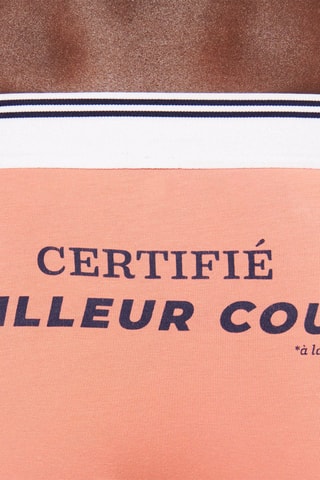 CERTIFIÉ
ILLEUR COU
*à la